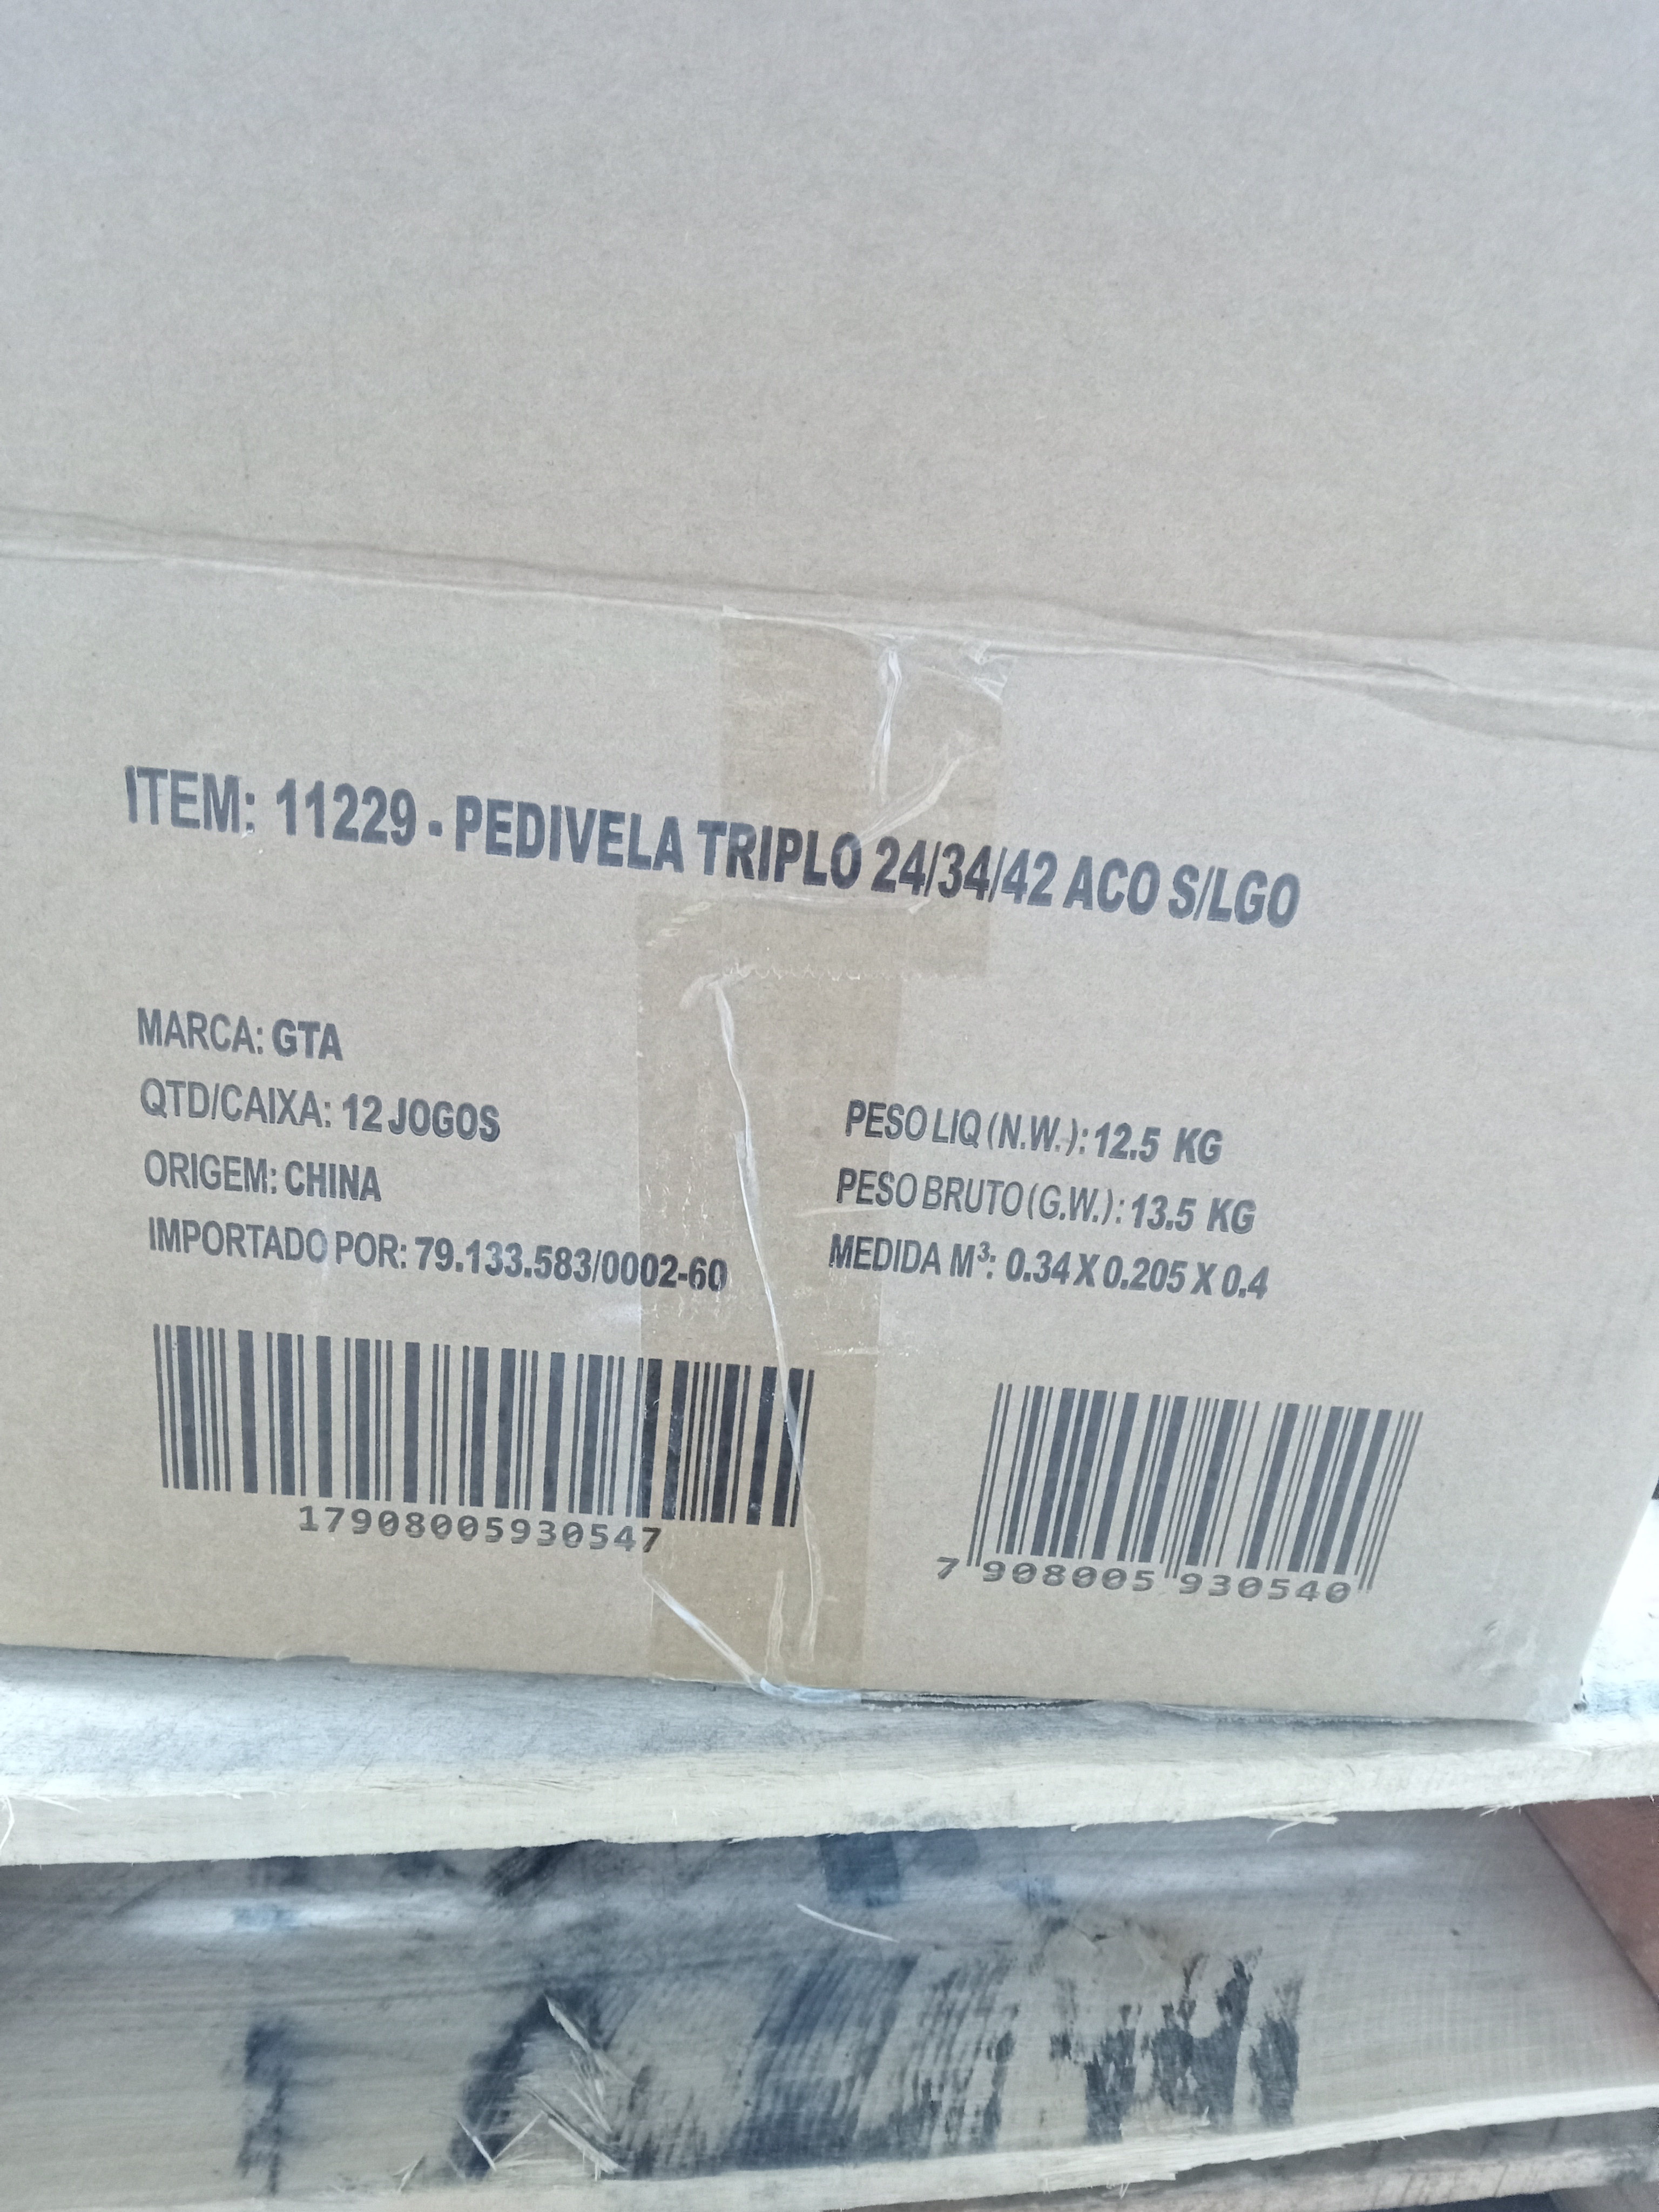 ITEM: 11229 - PEDIVELA TRIPLO 24/34/42 ACO S/LGO
MARCA: GTA
QTD/CAIXA: 12 JOGOS
ORIGEM: CHINA
IMPORTADO POR: 79.133.583/0002-60
PESO LIQ (N.W.): 12.5 KG
PESO BRUTO (G.W.): 13.5 KG
MEDIDA M³: 0.34 X 0.205 X 0.4
17908005930547
7 908005 930540